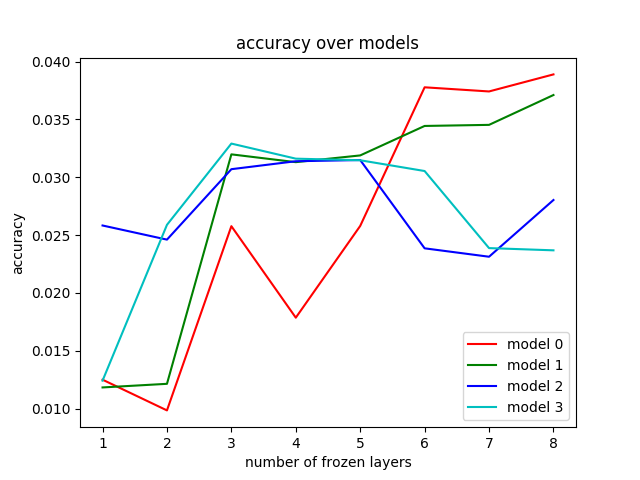 accuracy over models
0.040
0.035
0.030
0.025
0.020
0.015
0.010
accuracy
1 2 3 4 5 6 7 8
number of frozen layers
model 0
model 1
model 2
model 3